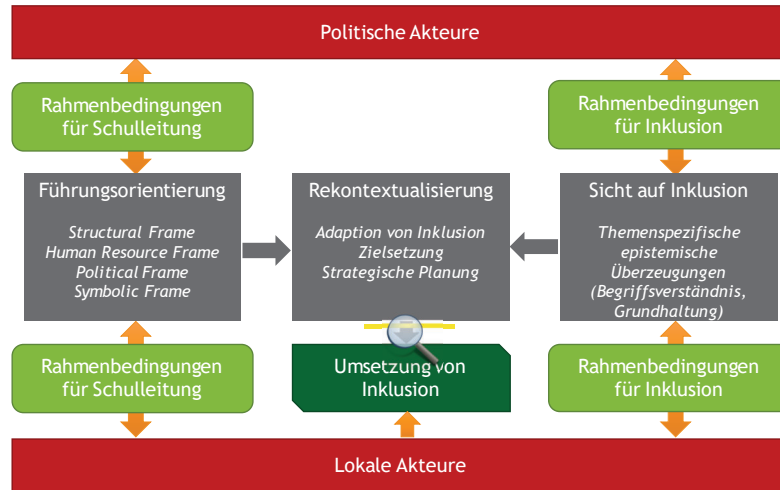 Politische Akteure
Rahmenbedingungen
für Schulleitung
Rahmenbedingungen
für Inklusion
Führungsorientierung
Structural Frame
Human Resource Frame
Political Frame
Symbolic Frame
Rekontextualisierung
Adaption von Inklusion
Zielsetzung
Strategische Planung
Sicht auf Inklusion
Themenspezifische
epistemische
Überzeugungen
(Begriffsverständnis,
Grundhaltung)
Rahmenbedingungen
für Schulleitung
Umsetzung von
Inklusion
Rahmenbedingungen
für Inklusion
Lokale Akteure